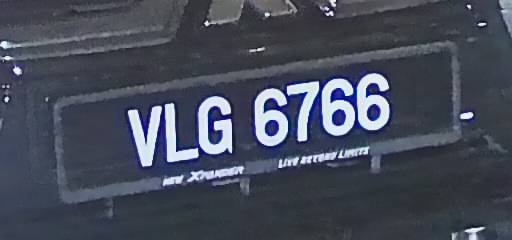 VLG 6766
NEW XPANDER LIVE BEYOND LIMITS